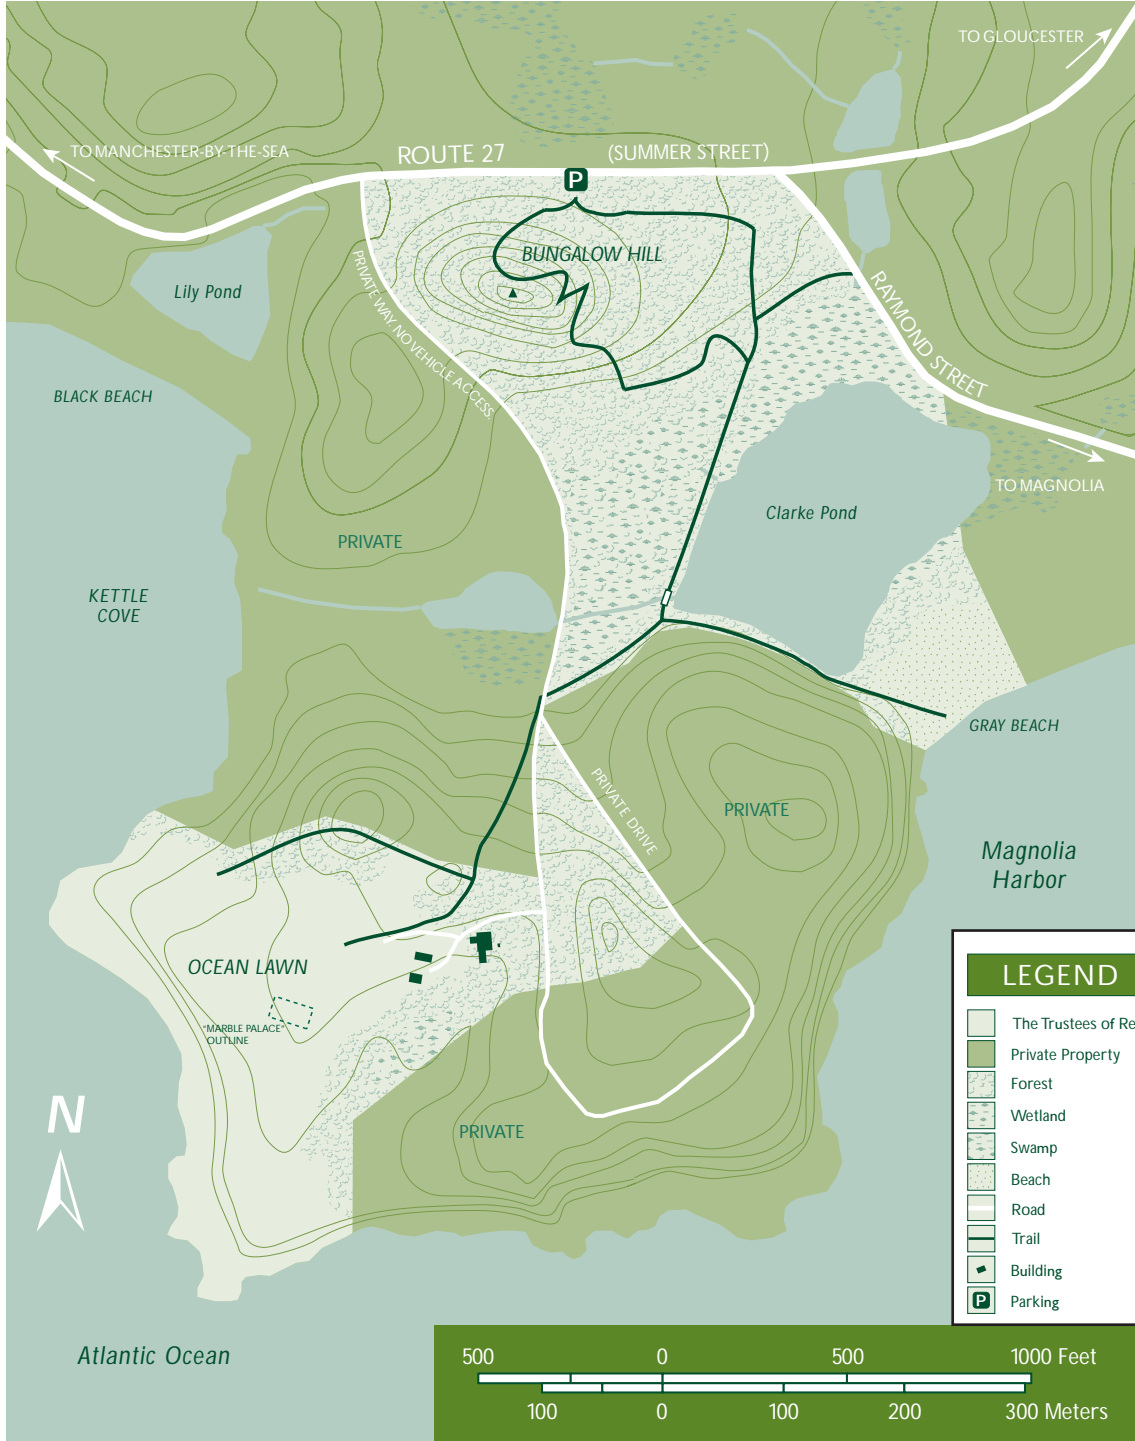 TO GLOUCESTER
TO MANCHESTER-BY-THE-SEA
ROUTE 27
(SUMMER STREET)
P
BUNGALOW HILL
Lily Pond
PRIVATE WAY. NO VEHICLE ACCESS.
RAYMOND STREET
BLACK BEACH
TO MAGNOLIA
Clarke Pond
PRIVATE
KETTLE
COVE
GRAY BEACH
PRIVATE DRIVE
PRIVATE
Magnolia
Harbor
OCEAN LAWN
"MARBLE PALACE"
OUTLINE
N
PRIVATE
LEGEND
The Trustees of Re
Private Property
Forest
Wetland
Swamp
Beach
Road
Trail
Building
P Parking
Atlantic Ocean
500 0 500 1000 Feet
100 0 100 200 300 Meters